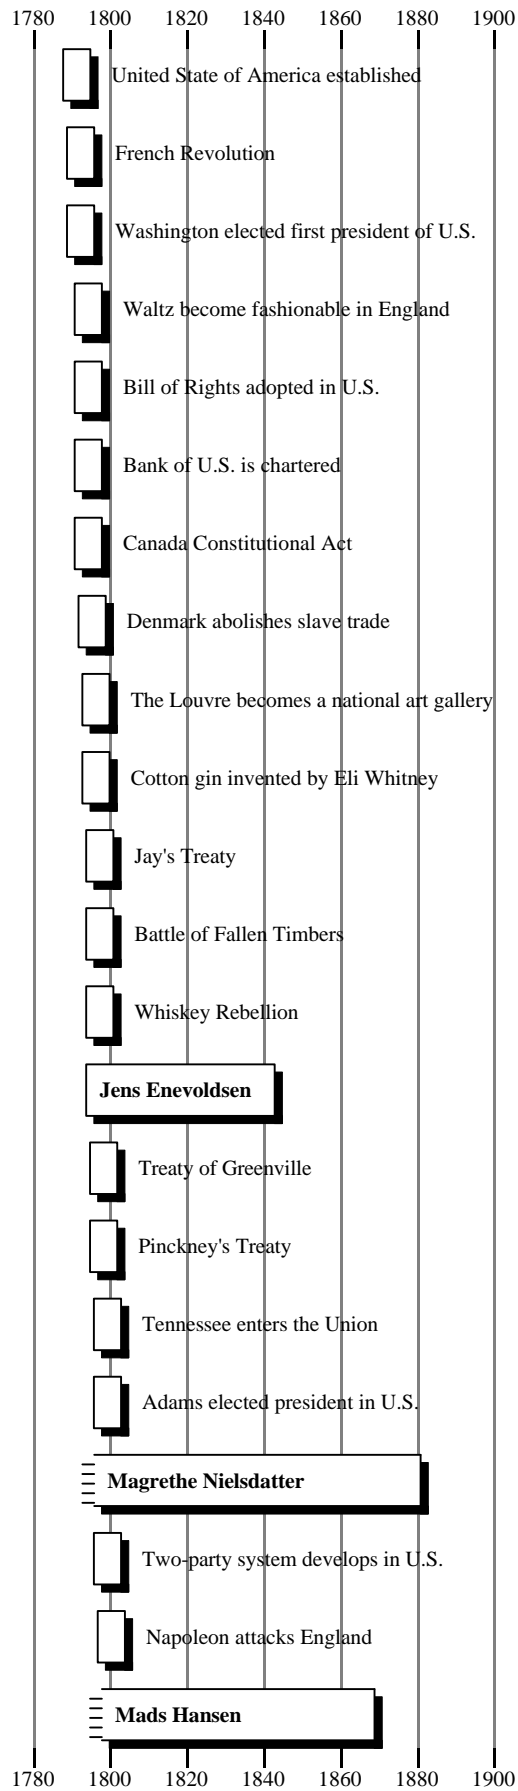 1780 1800 1820 1840 1860 1880 1900
United State of America established
French Revolution
Washington elected first president of U.S.
Waltz become fashionable in England
Bill of Rights adopted in U.S.
Bank of U.S. is chartered
Canada Constitutional Act
Denmark abolishes slave trade
The Louvre becomes a national art gallery
Cotton gin invented by Eli Whitney
Jay's Treaty
Battle of Fallen Timbers
Whiskey Rebellion
Jens Enevoldsen
Treaty of Greenville
Pinckney's Treaty
Tennessee enters the Union
Adams elected president in U.S.
Magrethe Nielsdatter
Two-party system develops in U.S.
Napoleon attacks England
Mads Hansen
1780 1800 1820 1840 1860 1880 1900